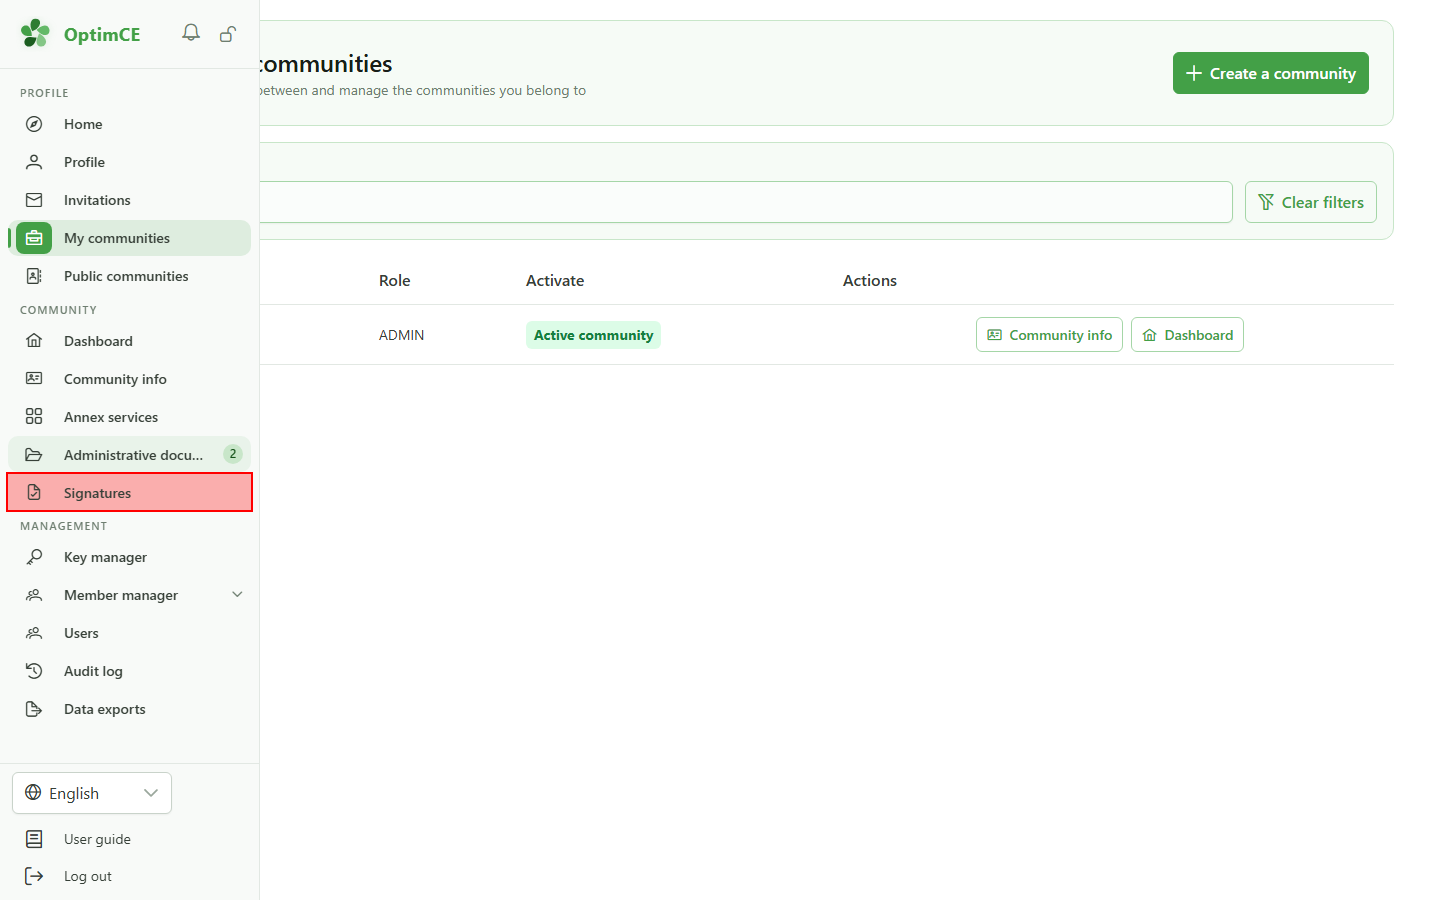 OptimCE
PROFILE
Home
Profile
Invitations
My communities
Public communities
COMMUNITY
Dashboard
Community info
Annex services
Administrative docu... 2
Signatures
MANAGEMENT
Key manager
Member manager
Users
Audit log
Data exports
English
User guide
Log out
communities
between and manage the communities you belong to
Create a community
Clear filters
Role Activate Actions
ADMIN Active community Community info Dashboard